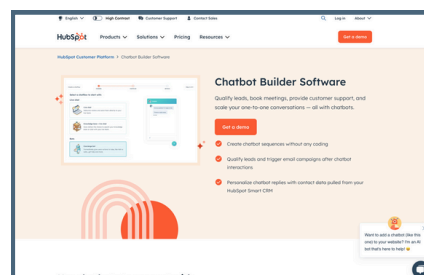 English
High Contrast
Customer Support
Contact Sales
Log in
About
HubSpot
Products
Solutions
Pricing
Resources
Get a demo
HubSpot Customer Platform > Chatbot Builder Software
Chatbot Builder Software
Qualify leads, book meetings, provide customer support, and
scale your one-to-one conversations — all with chatbots.
Get a demo
Create chatbot sequences without any coding
Qualify leads and trigger email campaigns after chatbot
interactions
Personalize chatbot replies with contact data pulled from your
HubSpot Smart CRM
Want to add a chatbot (like this
one) to your website? I'm an AI
bot that's here to help!